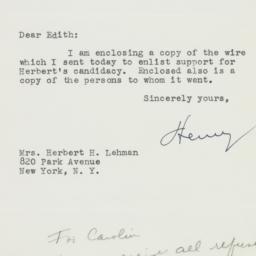 Dear Edith:
I am enclosing a copy of the wire
which I sent today to enlist support for
Herbert's candidacy. Enclosed also is a
copy of the persons to whom it went.
Sincerely yours,
Henry
Mrs. Herbert H. Lehman
820 Park Avenue
New York, N. Y.
For Carolin
all refuse